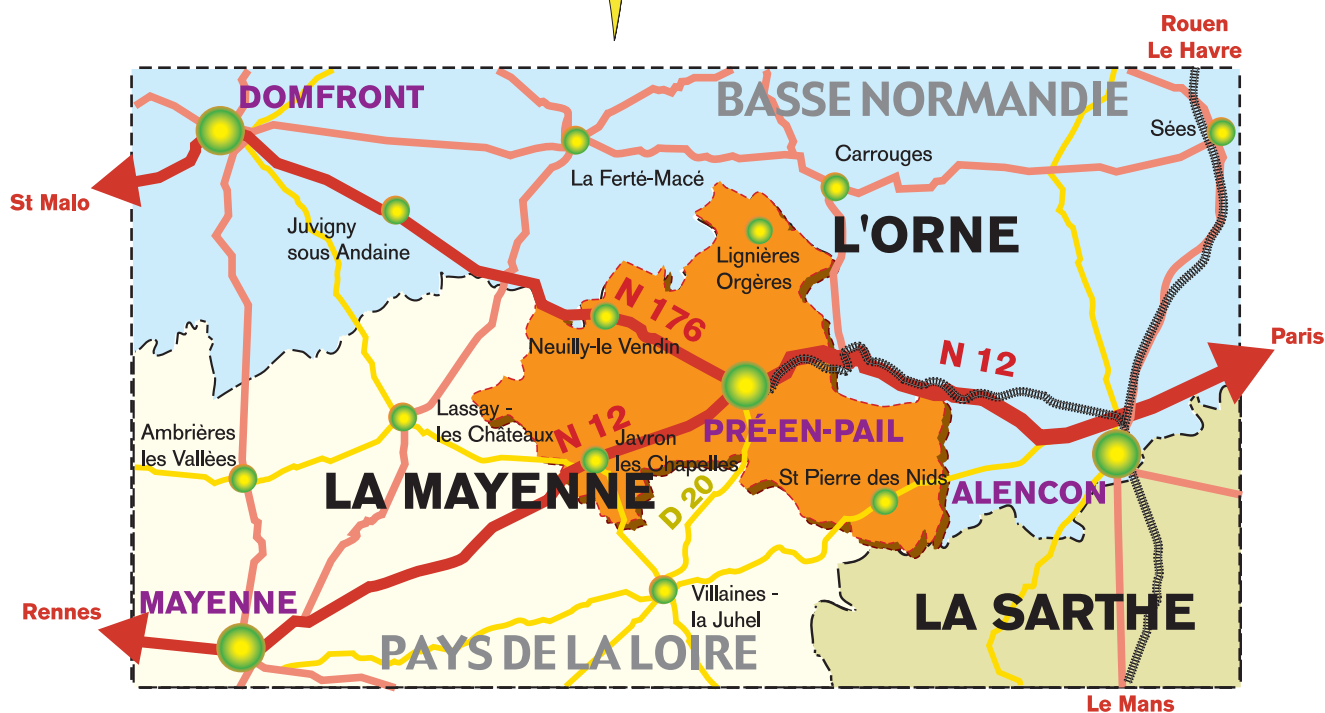 Rouen
Le Havre
DOMFRONT
BASSE NORMANDIE
Sées
Carrouges
La Ferté-Macé
St Malo
Juvigny
sous Andaine
L'ORNE
Lignières
Orgères
N 176
Neuilly-le Vendin
N 12
Paris
Lassay -
les Châteaux
N 12
Javron
les Chapelles
PRÉ-EN-PAIL
Ambrières
les Vallèes
LA MAYENNE
D 20
St Pierre des Nids
ALENCON
Rennes
MAYENNE
Villaines -
la Juhel
LA SARTHE
PAYS DE LA LOIRE
Le Mans